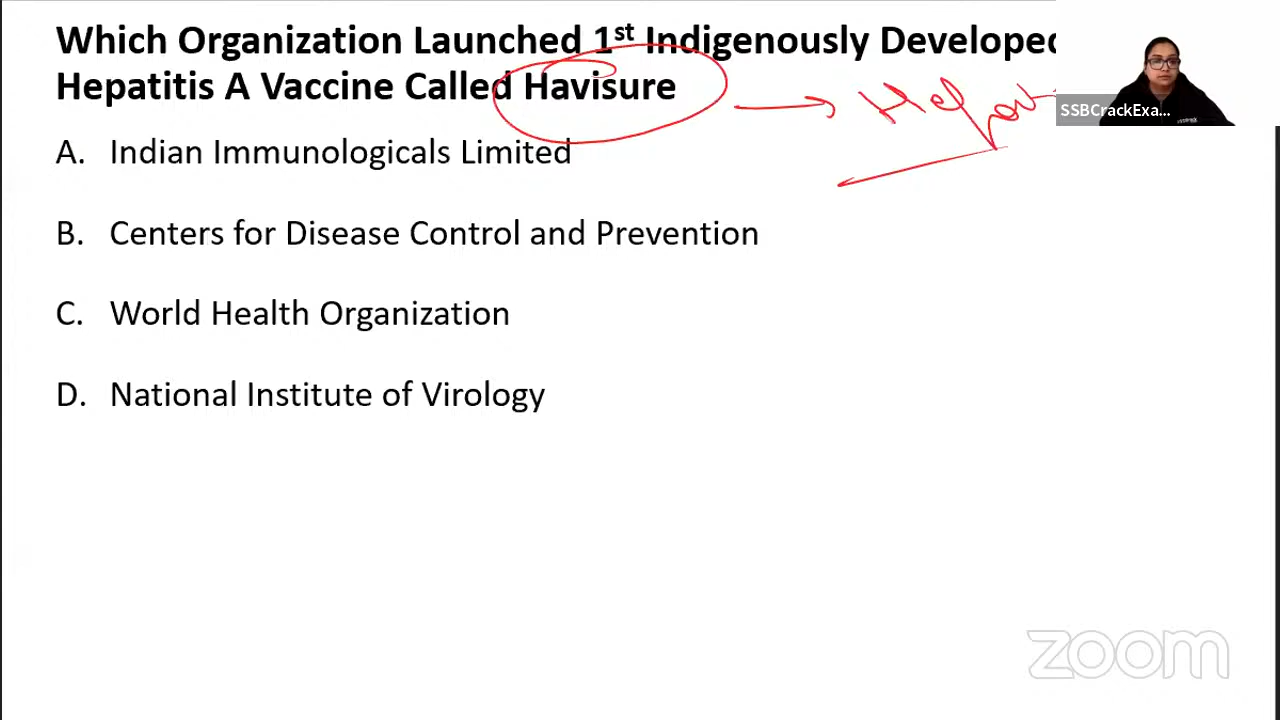 Which Organization Launched 1st Indigenously Developed
Hepatitis A Vaccine Called Havisure
SSBCrackExa...
A. Indian Immunologicals Limited
B. Centers for Disease Control and Prevention
C. World Health Organization
D. National Institute of Virology
zoom